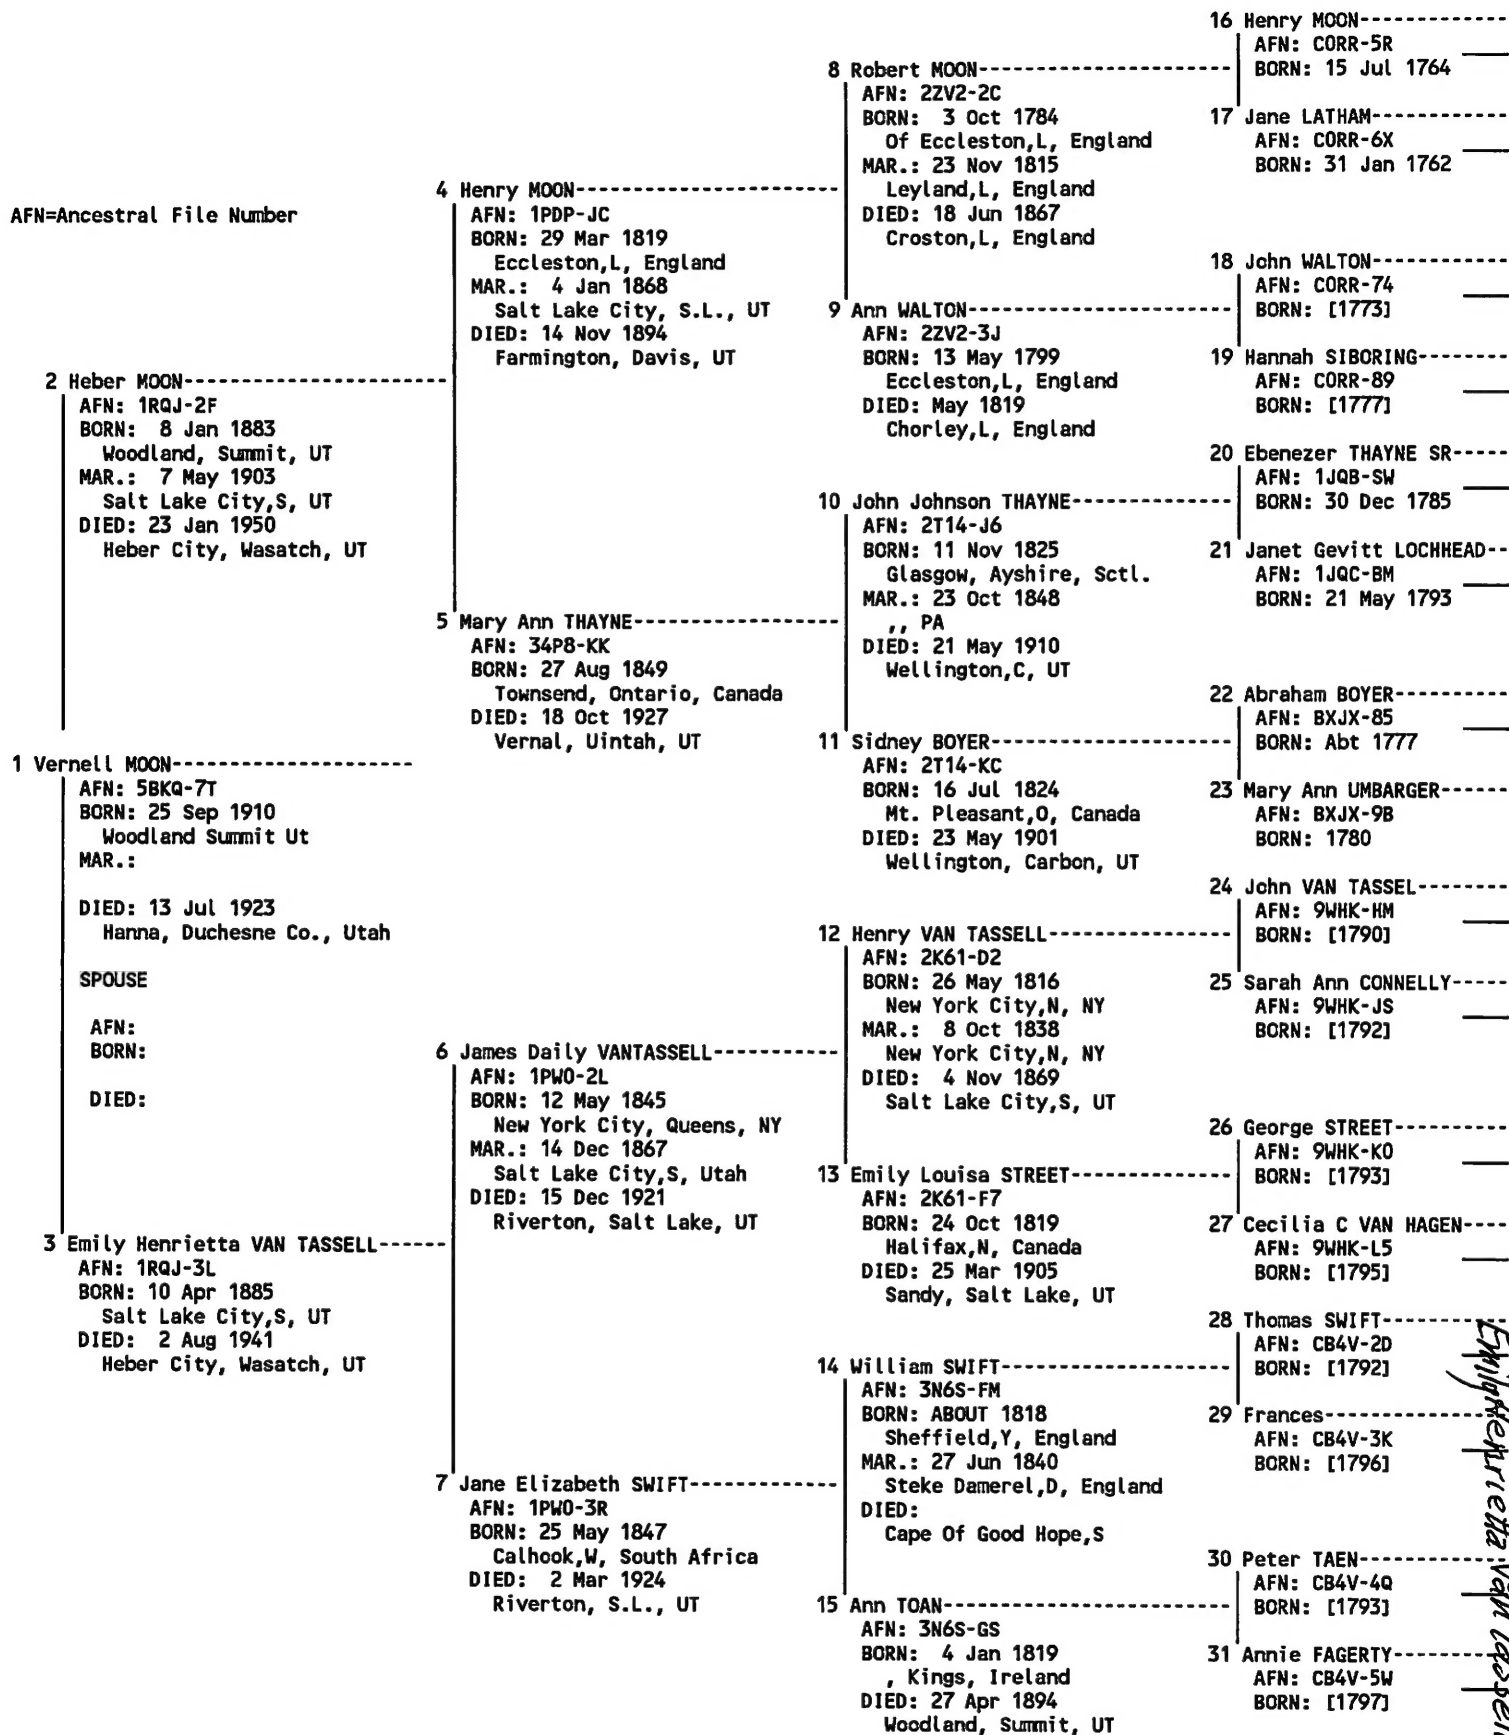 AFN=Ancestral File Number
1 Vernell MOON
AFN: 5BKQ-7T
BORN: 25 Sep 1910
Woodland Summit Ut
MAR.:
DIED: 13 Jul 1923
Hanna, Duchesne Co., Utah
SPOUSE
AFN:
BORN:
DIED:
2 Heber MOON
AFN: 1RQJ-2F
BORN: 8 Jan 1883
Woodland, Summit, UT
MAR.: 7 May 1903
Salt Lake City,S, UT
DIED: 23 Jan 1950
Heber City, Wasatch, UT
3 Emily Henrietta VAN TASSELL
AFN: 1RQJ-3L
BORN: 10 Apr 1885
Salt Lake City,S, UT
DIED: 2 Aug 1941
Heber City, Wasatch, UT
4 Henry MOON
AFN: 1PDP-JC
BORN: 29 Mar 1819
Eccleston,L, England
MAR.: 4 Jan 1868
Salt Lake City, S.L., UT
DIED: 14 Nov 1894
Farmington, Davis, UT
5 Mary Ann THAYNE
AFN: 34P8-KK
BORN: 27 Aug 1849
Townsend, Ontario, Canada
DIED: 18 Oct 1927
Vernal, Uintah, UT
6 James Daily VANTASSELL
AFN: 1PW0-2L
BORN: 12 May 1845
New York City, Queens, NY
MAR.: 14 Dec 1867
Salt Lake City,S, Utah
DIED: 15 Dec 1921
Riverton, Salt Lake, UT
7 Jane Elizabeth SWIFT
AFN: 1PW0-3R
BORN: 25 May 1847
Calhook,W, South Africa
DIED: 2 Mar 1924
Riverton, S.L., UT
8 Robert MOON
AFN: 2ZV2-2C
BORN: 3 Oct 1784
Of Eccleston,L, England
MAR.: 23 Nov 1815
Leyland,L, England
DIED: 18 Jun 1867
Croston,L, England
9 Ann WALTON
AFN: 2ZV2-3J
BORN: 13 May 1799
Eccleston,L, England
DIED: May 1819
Chorley,L, England
10 John Johnson THAYNE
AFN: 2T14-J6
BORN: 11 Nov 1825
Glasgow, Ayshire, Sctl.
MAR.: 23 Oct 1848
,, PA
DIED: 21 May 1910
Wellington,C, UT
11 Sidney BOYER
AFN: 2T14-KC
BORN: 16 Jul 1824
Mt. Pleasant,O, Canada
DIED: 23 May 1901
Wellington, Carbon, UT
12 Henry VAN TASSELL
AFN: 2K61-D2
BORN: 26 May 1816
New York City,N, NY
MAR.: 8 Oct 1838
New York City,N, NY
DIED: 4 Nov 1869
Salt Lake City,S, UT
13 Emily Louisa STREET
AFN: 2K61-F7
BORN: 24 Oct 1819
Halifax,N, Canada
DIED: 25 Mar 1905
Sandy, Salt Lake, UT
14 William SWIFT
AFN: 3N6S-FM
BORN: ABOUT 1818
Sheffield,Y, England
MAR.: 27 Jun 1840
Steke Damerel,D, England
DIED:
Cape Of Good Hope,S
15 Ann TOAN
AFN: 3N6S-GS
BORN: 4 Jan 1819
, Kings, Ireland
DIED: 27 Apr 1894
Woodland, Summit, UT
16 Henry MOON
AFN: C0RR-5R
BORN: 15 Jul 1764
17 Jane LATHAM
AFN: C0RR-6X
BORN: 31 Jan 1762
18 John WALTON
AFN: C0RR-74
BORN: [1773]
19 Hannah SIBORING
AFN: C0RR-89
BORN: [1777]
20 Ebenezer THAYNE SR
AFN: 1JQB-SW
BORN: 30 Dec 1785
21 Janet Gevitt LOCHHEAD
AFN: 1JQC-BM
BORN: 21 May 1793
22 Abraham BOYER
AFN: BXJX-85
BORN: Abt 1777
23 Mary Ann UMBARGER
AFN: BXJX-9B
BORN: 1780
24 John VAN TASSEL
AFN: 9WHK-HM
BORN: [1790]
25 Sarah Ann CONNELLY
AFN: 9WHK-JS
BORN: [1792]
26 George STREET
AFN: 9WHK-K0
BORN: [1793]
27 Cecilia C VAN HAGEN
AFN: 9WHK-L5
BORN: [1795]
28 Thomas SWIFT
AFN: CB4V-2D
BORN: [1792]
29 Frances
AFN: CB4V-3K
BORN: [1796]
30 Peter TAEN
AFN: CB4V-4Q
BORN: [1793]
31 Annie FAGERTY
AFN: CB4V-5W
BORN: [1797]
Emily Henrietta Van